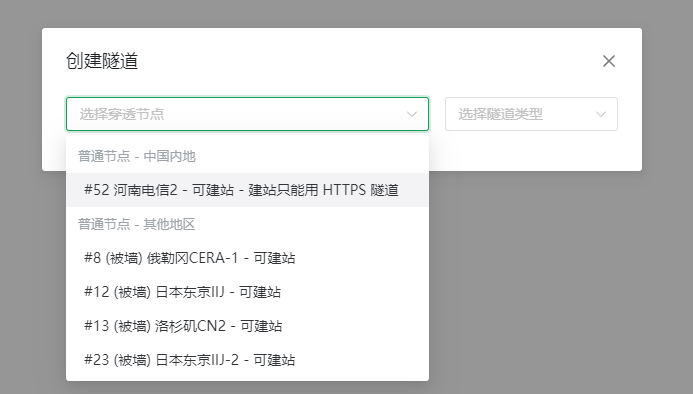 创建隧道
选择穿透节点
选择隧道类型
普通节点 - 中国内地
#52 河南电信2 - 可建站 - 建站只能用 HTTPS 隧道
普通节点 - 其他地区
#8 (被墙) 俄勒冈CERA-1 - 可建站
#12 (被墙) 日本东京IIJ - 可建站
#13 (被墙) 洛杉矶CN2 - 可建站
#23 (被墙) 日本东京IIJ-2 - 可建站